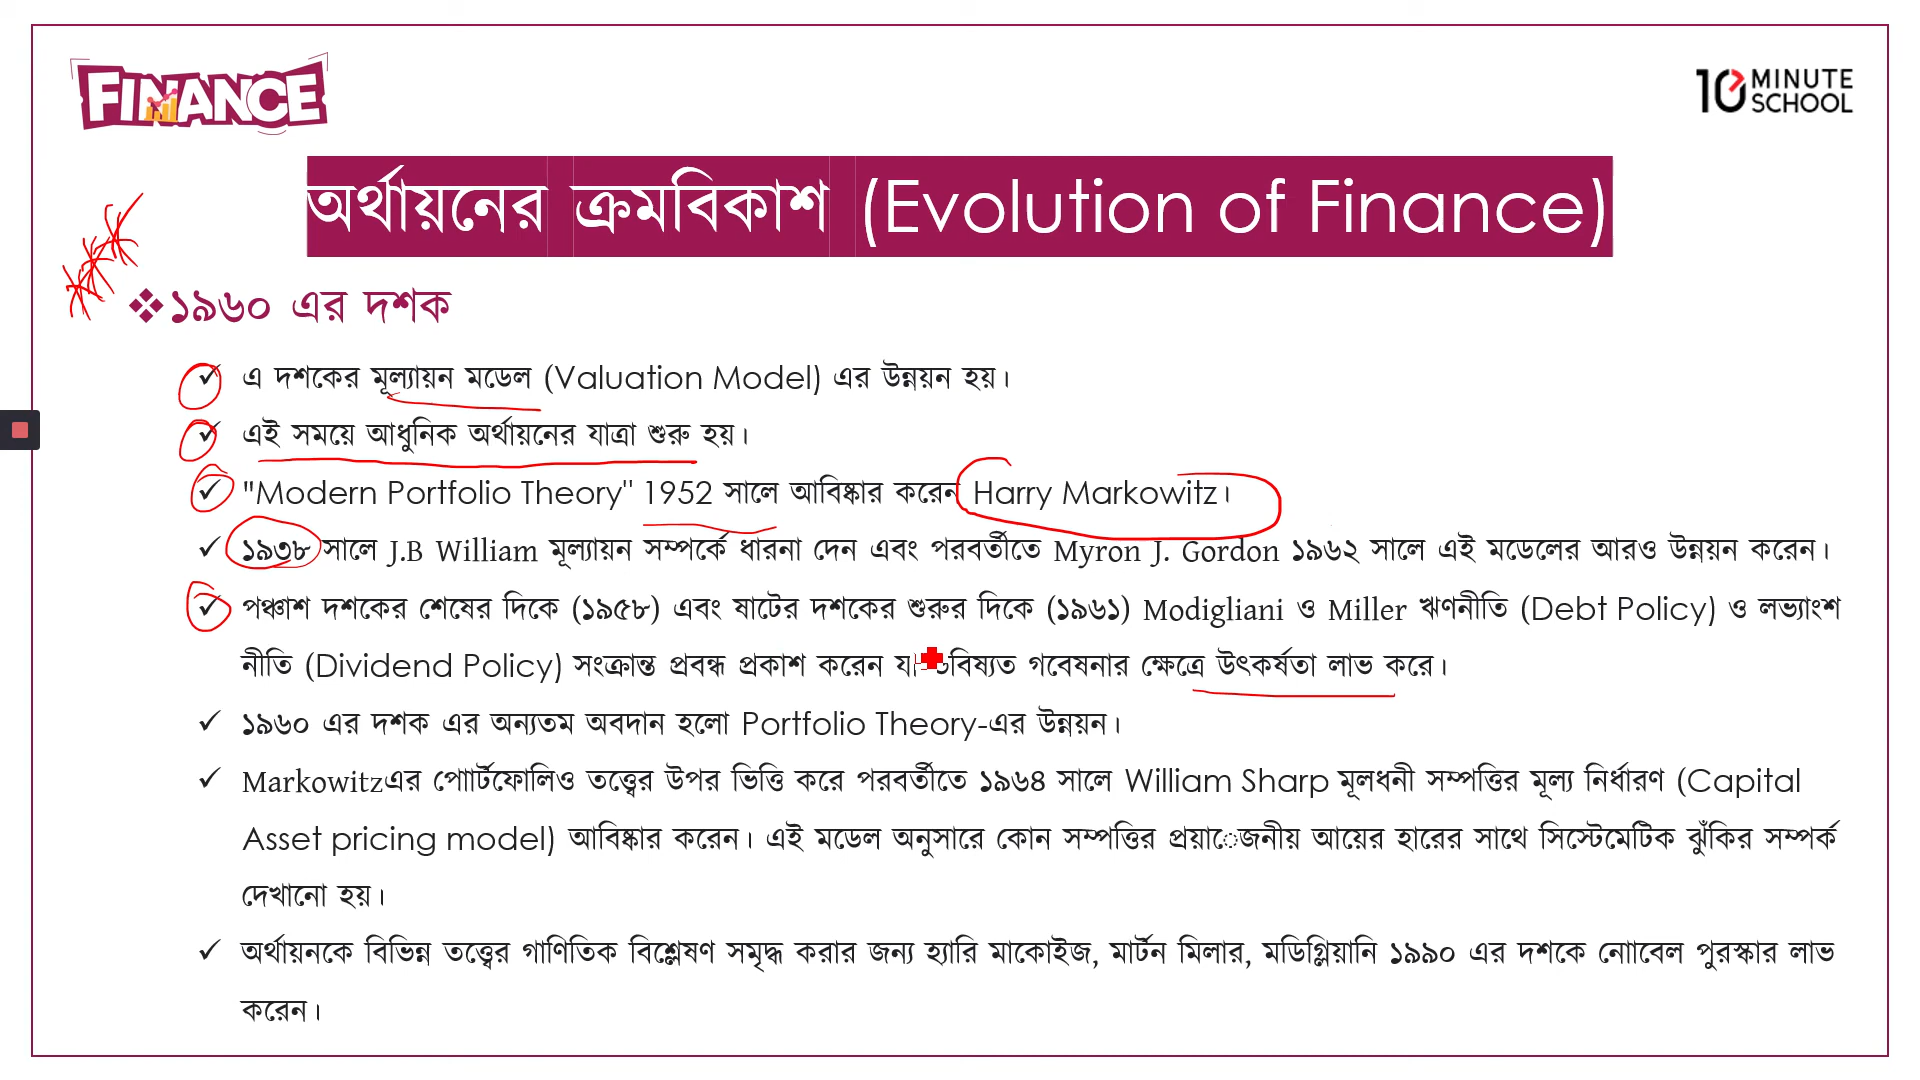 FINANCE
10 MINUTE SCHOOL
অর্থায়নের ক্রমবিকাশ (Evolution of Finance)
❖১৯৬০ এর দশক
✓ এ দশকের মূল্যায়ন মডেল (Valuation Model) এর উন্নয়ন হয়।
✓ এই সময়ে আধুনিক অর্থায়নের যাত্রা শুরু হয়।
✓ "Modern Portfolio Theory" 1952 সালে আবিষ্কার করেন Harry Markowitz।
✓ ১৯৩৮ সালে J.B William মূল্যায়ন সম্পর্কে ধারনা দেন এবং পরবর্তীতে Myron J. Gordon ১৯৬২ সালে এই মডেলের আরও উন্নয়ন করেন।
✓ পঞ্চাশ দশকের শেষের দিকে (১৯৫৮) এবং ষাটের দশকের শুরুর দিকে (১৯৬১) Modigliani ও Miller ঋণনীতি (Debt Policy) ও লভ্যাংশ
নীতি (Dividend Policy) সংক্রান্ত প্রবন্ধ প্রকাশ করেন যা ভবিষ্যত গবেষনার ক্ষেত্রে উৎকর্ষতা লাভ করে।
✓ ১৯৬০ এর দশক এর অন্যতম অবদান হলো Portfolio Theory-এর উন্নয়ন।
✓ Markowitzএর পোার্টফোলিও তত্ত্বের উপর ভিত্তি করে পরবর্তীতে ১৯৬৪ সালে William Sharp মূলধনী সম্পত্তির মূল্য নির্ধারণ (Capital
Asset pricing model) আবিষ্কার করেন। এই মডেল অনুসারে কোন সম্পত্তির প্রয়ােজনীয় আয়ের হারের সাথে সিস্টেমেটিক ঝুঁকির সম্পর্ক
দেখানো হয়।
✓ অর্থায়নকে বিভিন্ন তত্ত্বের গাণিতিক বিশ্লেষণ সমৃদ্ধ করার জন্য হ্যারি মাকোইজ, মার্টন মিলার, মডিগ্লিয়ানি ১৯৯০ এর দশকে নোাবেল পুরস্কার লাভ
করেন।